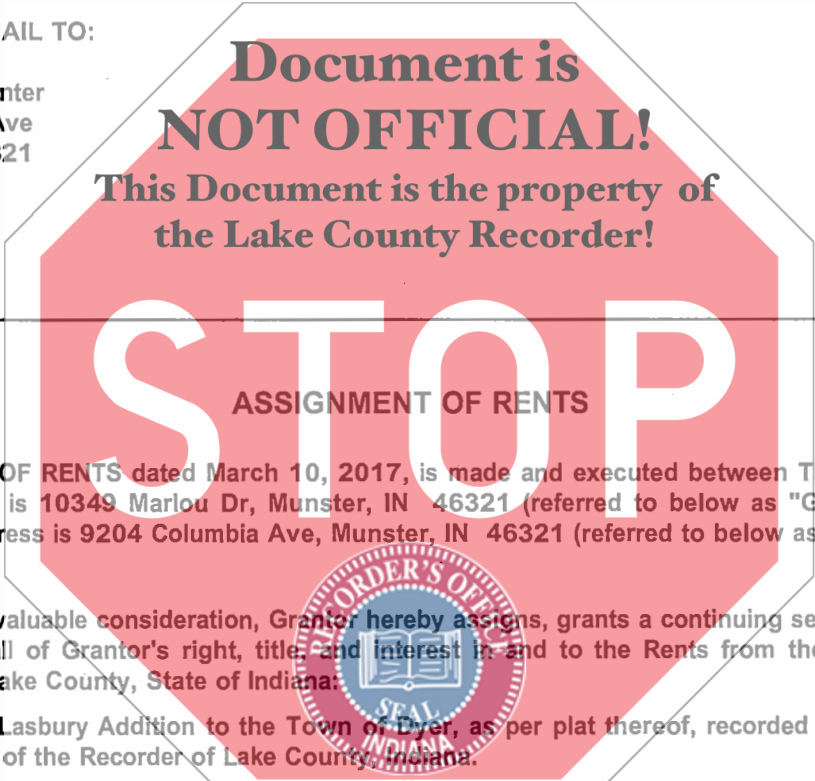 AIL TO:
Document is
nter
NOT OFFICIAL!
Ave
321
This Document is the property of
the Lake County Recorder!
STOP
ASSIGNMENT OF RENTS
OF RENTS dated March 10, 2017, is made and executed between T
is 10349 Marlou Dr, Munster, IN 46321 (referred to below as "G
ress is 9204 Columbia Ave, Munster, IN 46321 (referred to below as
valuable consideration, Grantor hereby assigns, grants a continuing se
ll of Grantor's right, title, and interest in and to the Rents from the
ake County, State of Indiana:
Lasbury Addition to the Town of Dyer, as per plat thereof, recorded
of the Recorder of Lake County, Indiana.
RECORDER'S OFFICE
SEAL
INDIANA